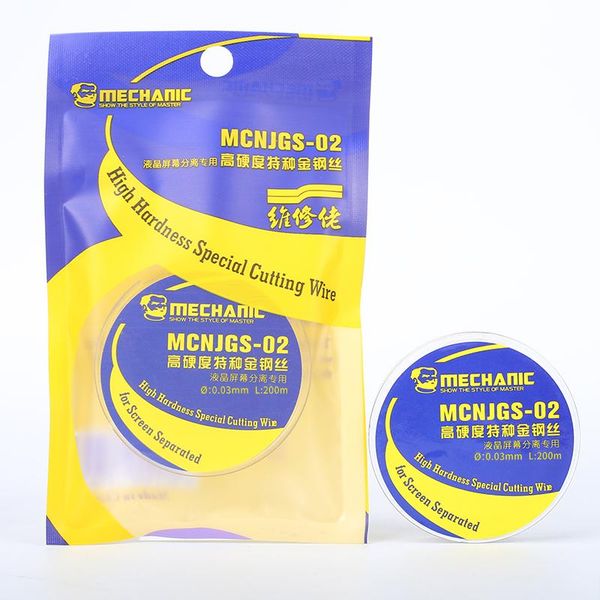 MECHANIC
SHOW THE STYLE OF MASTER
MCNJGS-02
液晶屏幕分离专用 高硬度特种金钢丝
维修佬
High Hardness Special Cutting Wire
MECHANIC
SHOW THE STYLE OF MASTER
MCNJGS-02
高硬度特种金钢丝
液晶屏幕分离专用
Ø:0.03mm L:200m
High Hardness Special Cutting Wire
for Screen Separated
MECHANIC
SHOW THE STYLE OF MASTER
MCNJGS-02
高硬度特种金钢丝
液晶屏幕分离专用
Ø:0.03mm L:200m
High Hardness Special Cutting Wire
for Screen Separated